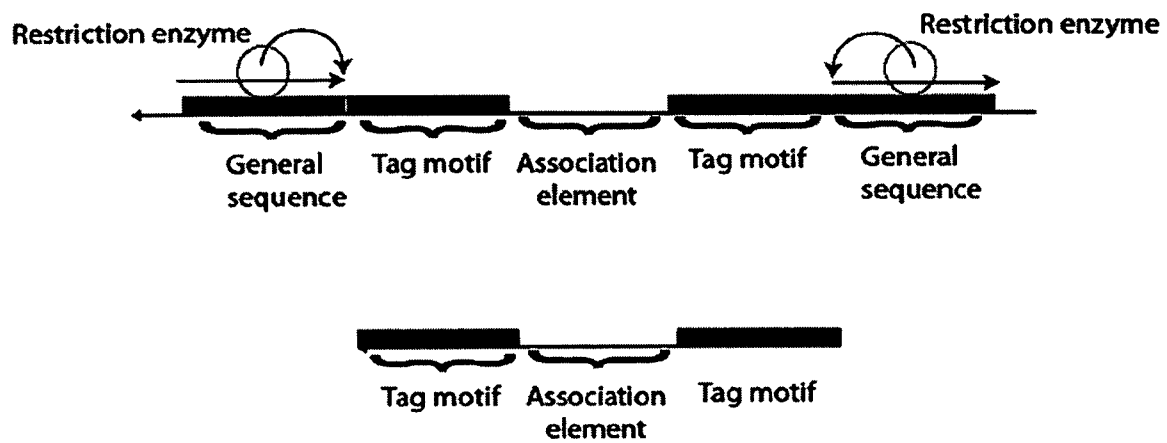 Restriction enzyme
Restriction enzyme
General
sequence
Tag motif
Association
element
Tag motif
General
sequence
Tag motif
Association
element
Tag motif